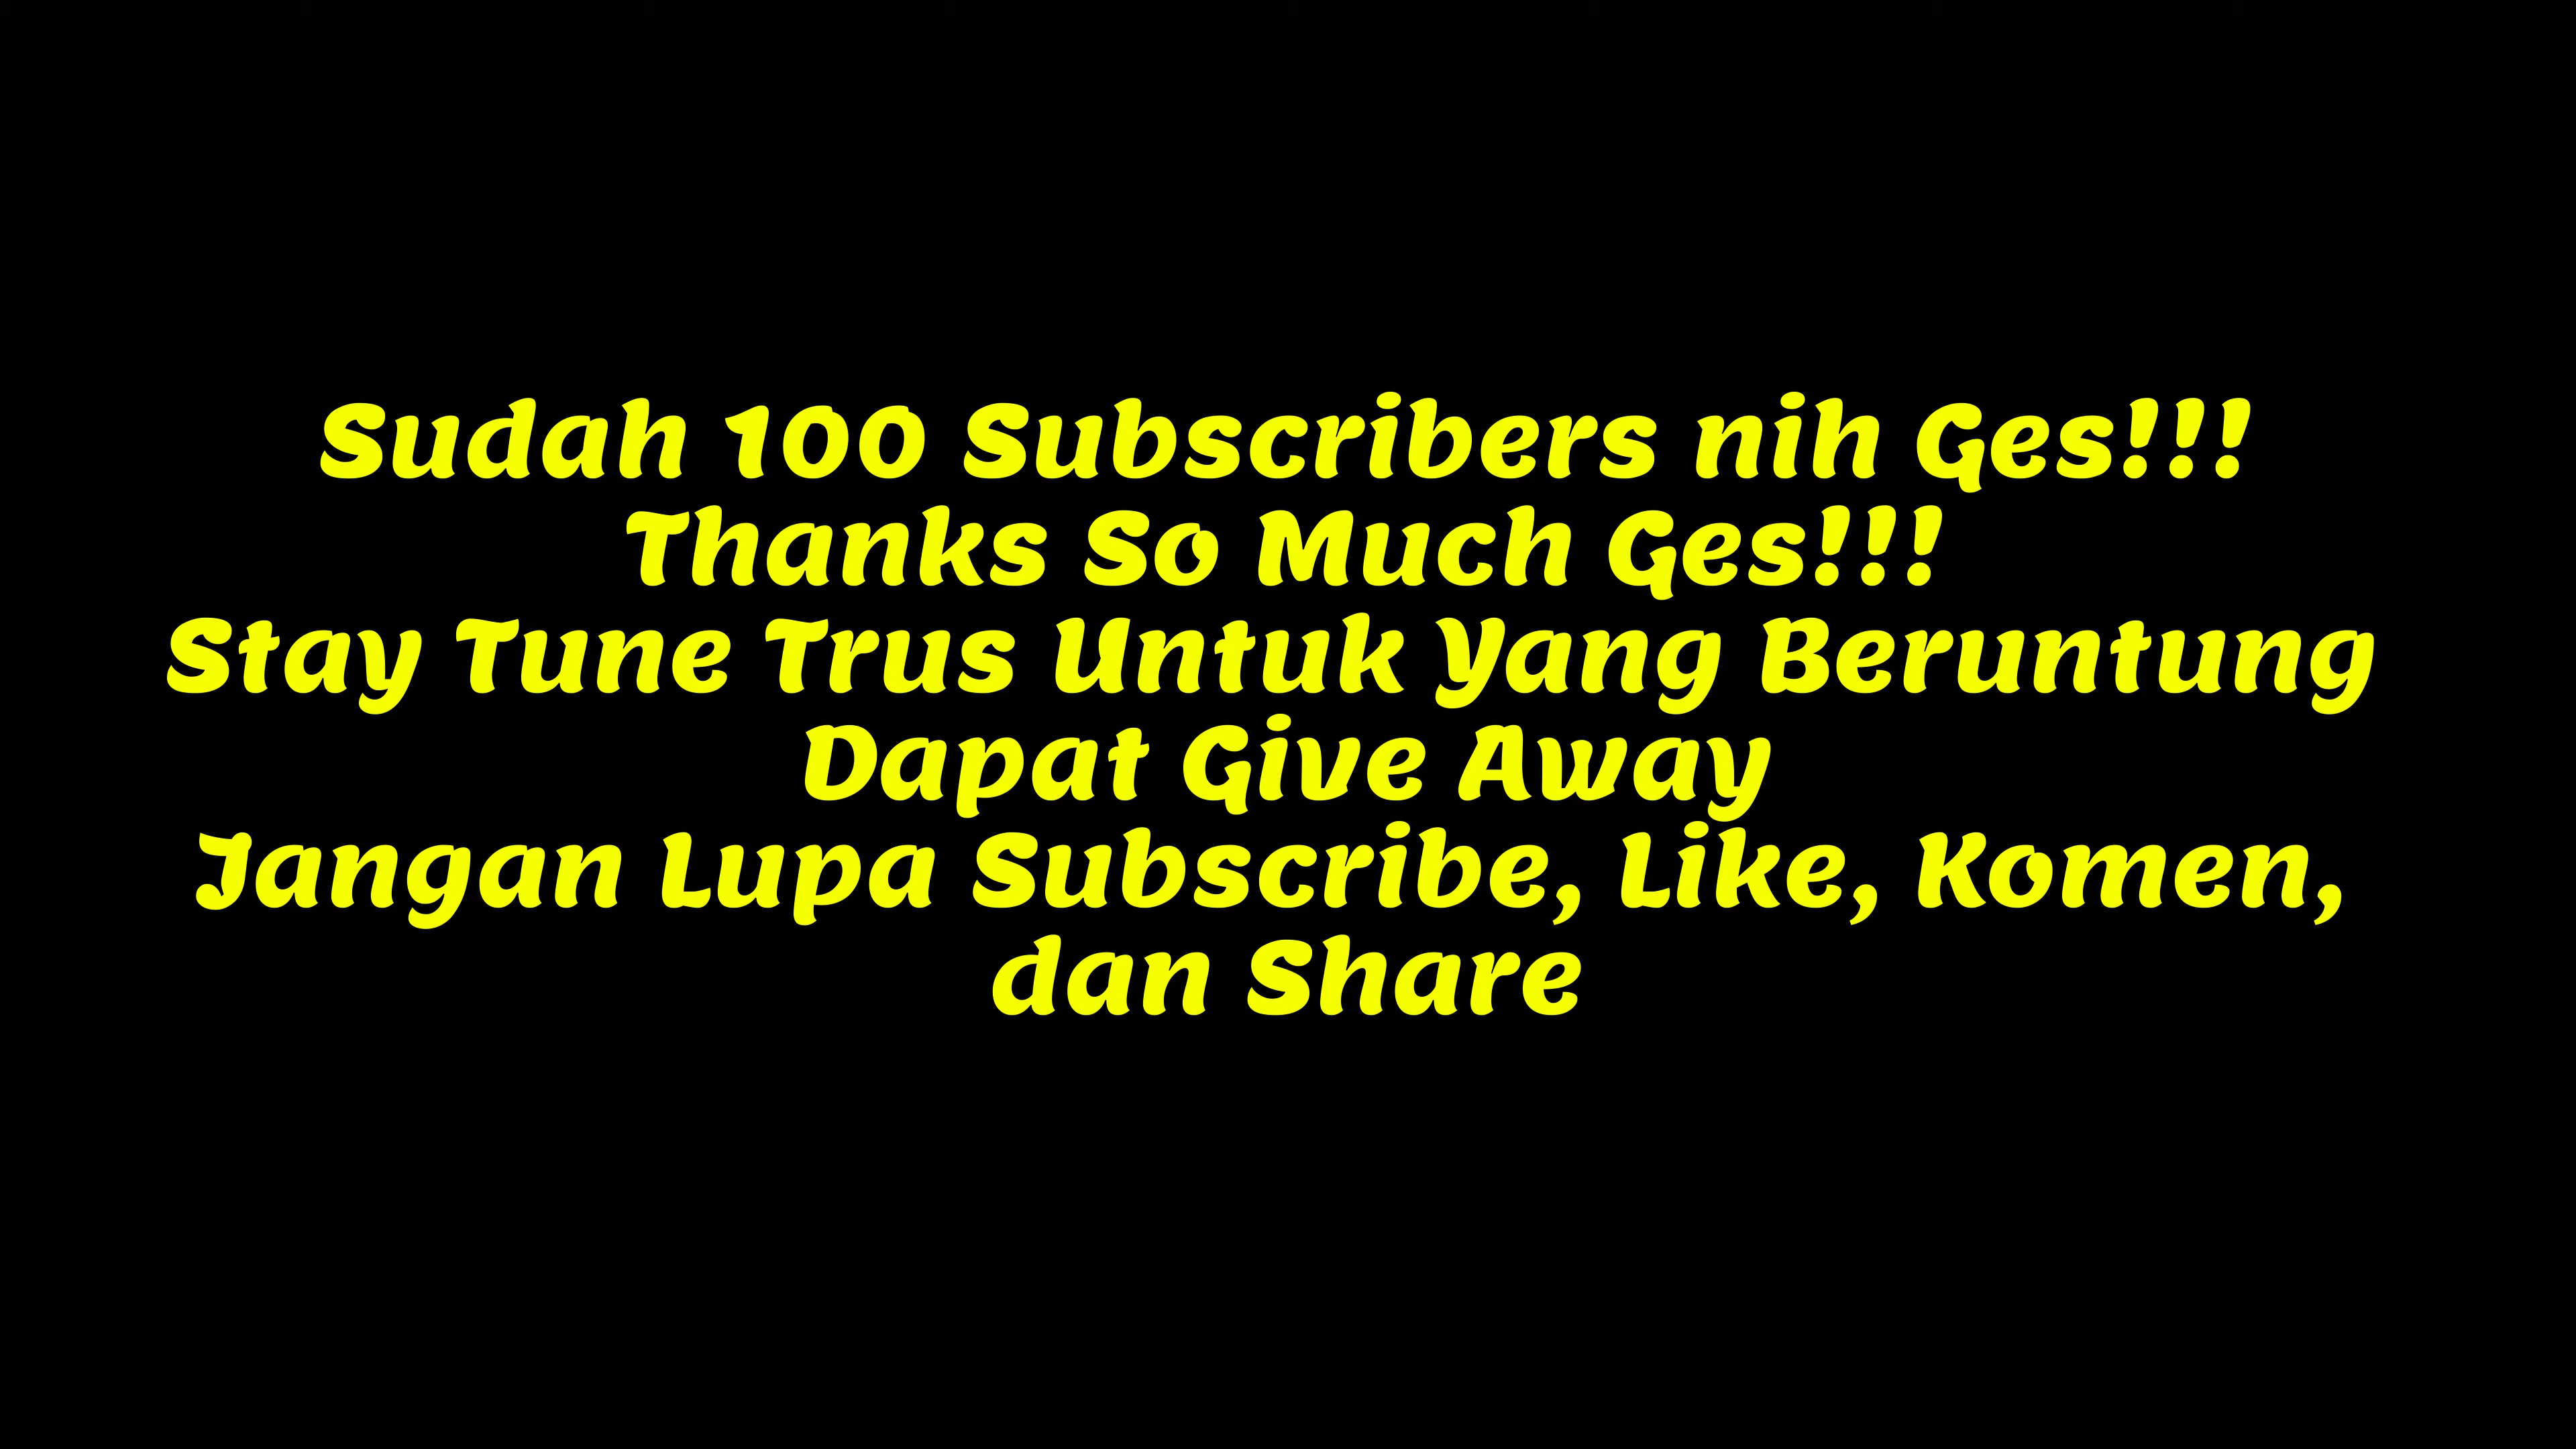 Sudah 100 Subscribers nih Ges!!!
Thanks So Much Ges!!!
Stay Tune Trus Untuk Yang Beruntung
Dapat Give Away
Jangan Lupa Subscribe, Like, Komen,
dan Share